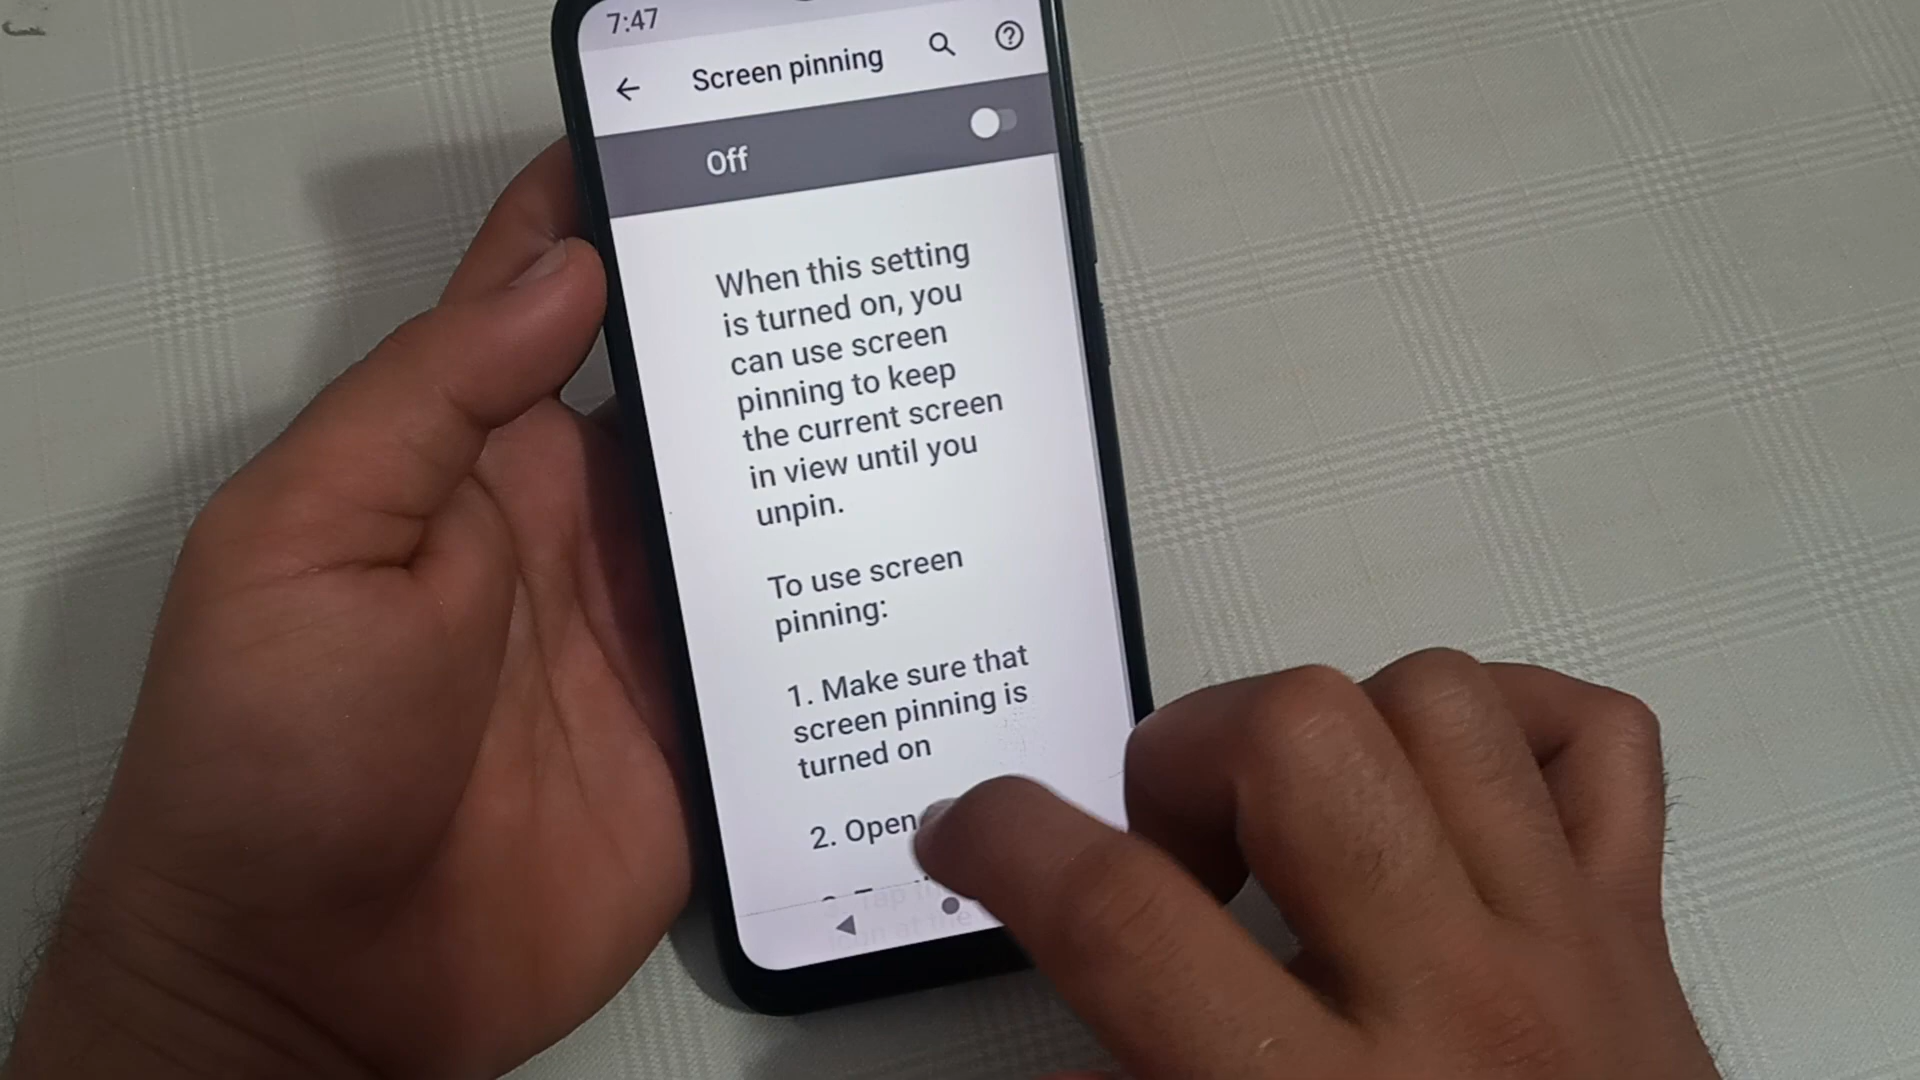 7:47
Screen pinning
Off
When this setting
is turned on, you
can use screen
pinning to keep
the current screen
in view until you
unpin.
To use screen
pinning:
1. Make sure that
screen pinning is
turned on
2. Open